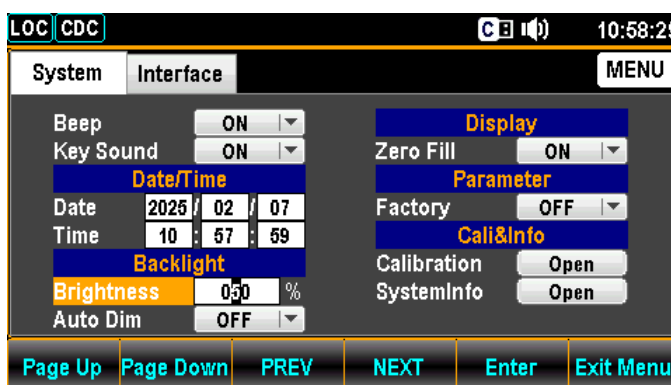 LOC CDC C 10:58:29
System Interface MENU
Beep ON
Key Sound ON
Date/Time
Date 2025 / 02 / 07
Time 10 : 57 : 59
Backlight
Brightness 050 %
Auto Dim OFF
Display
Zero Fill ON
Parameter
Factory OFF
Cali&Info
Calibration Open
SystemInfo Open
Page Up Page Down PREV NEXT Enter Exit Menu